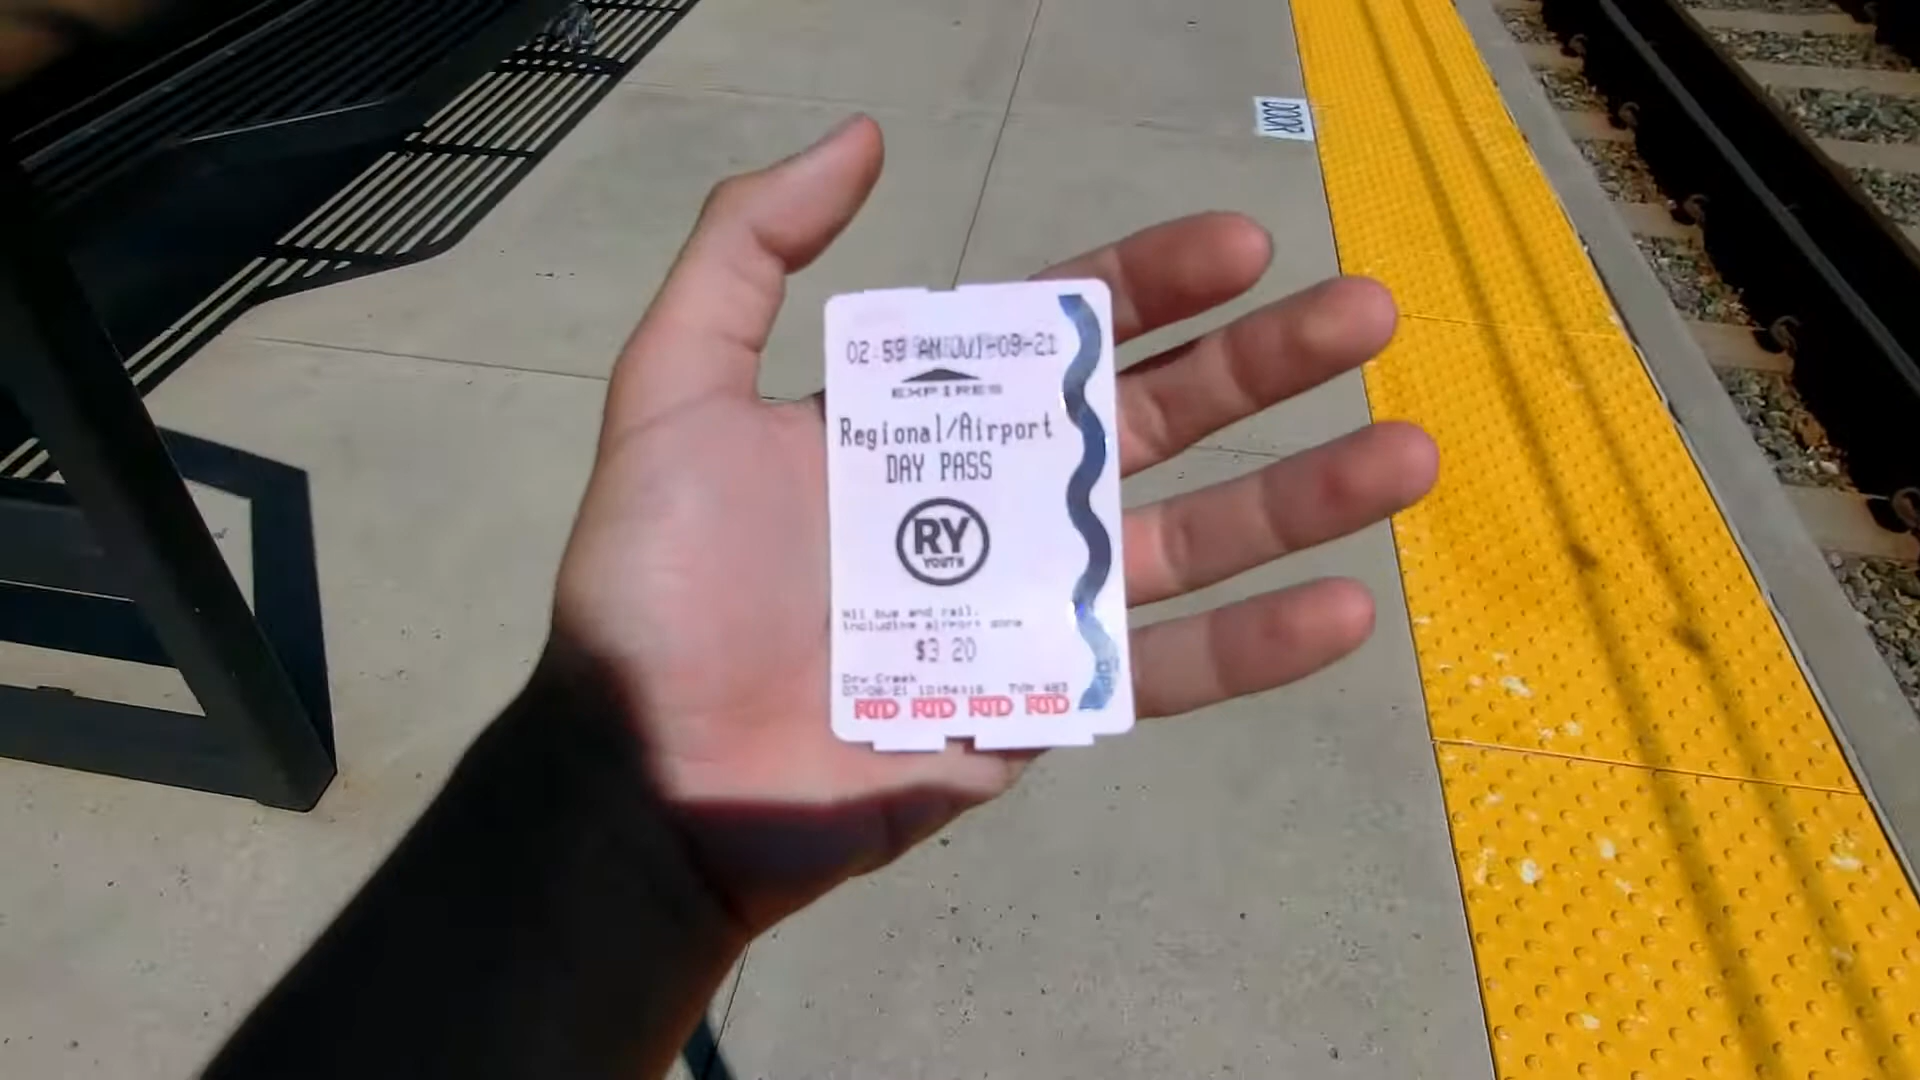 02:59 AM Jul-09-21
EXPIRES
Regional/Airport
DAY PASS
RY
YOUTH
All bus and rail,
including airport zone
$3 20
Dry Creek
RTD RTD RTD RTD
DOOR